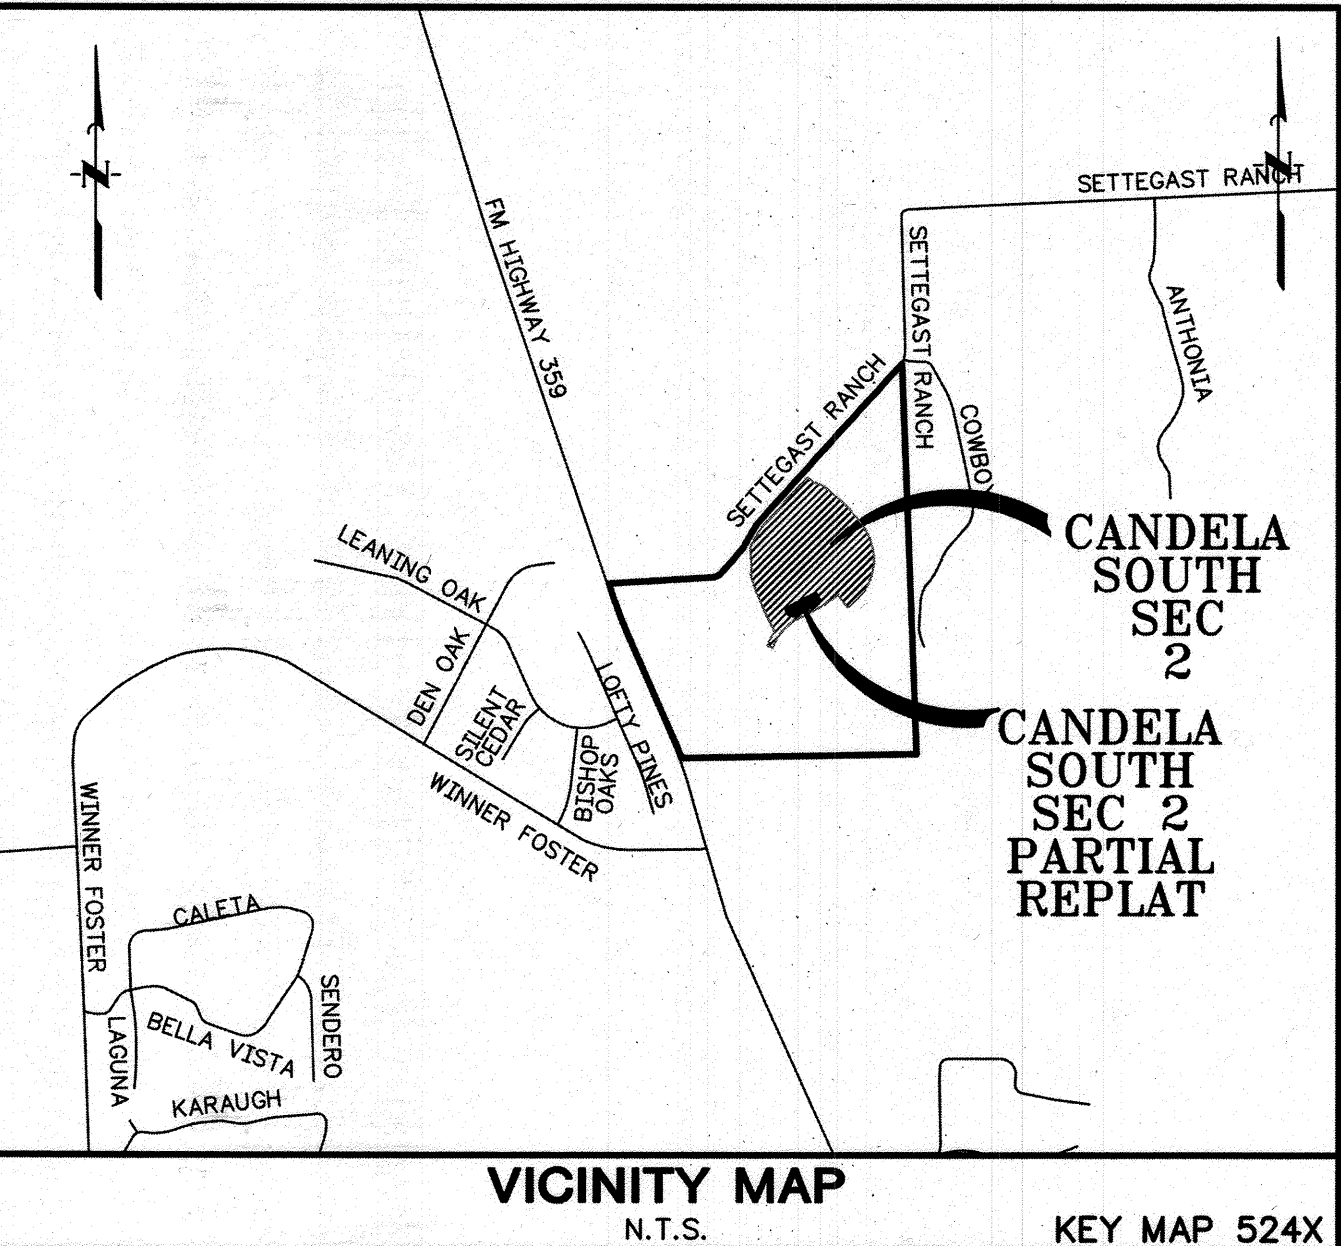 N
N
SETTEGAST RANCH
FM HIGHWAY 359
SETTEGAST RANCH
ANTHONIA
SETTEGAST RANCH
COWBOY
LEANING OAK
CANDELA
SOUTH
SEC
2
DEN OAK
SILENT
CEDAR
LOFTY PINES
BISHOP
OAKS
CANDELA
SOUTH
SEC 2
PARTIAL
REPLAT
WINNER FOSTER
WINNER FOSTER
CALETA
SENDERO
LAGUNA
BELLA VISTA
KARAUGH
VICINITY MAP
N.T.S.
KEY MAP 524X